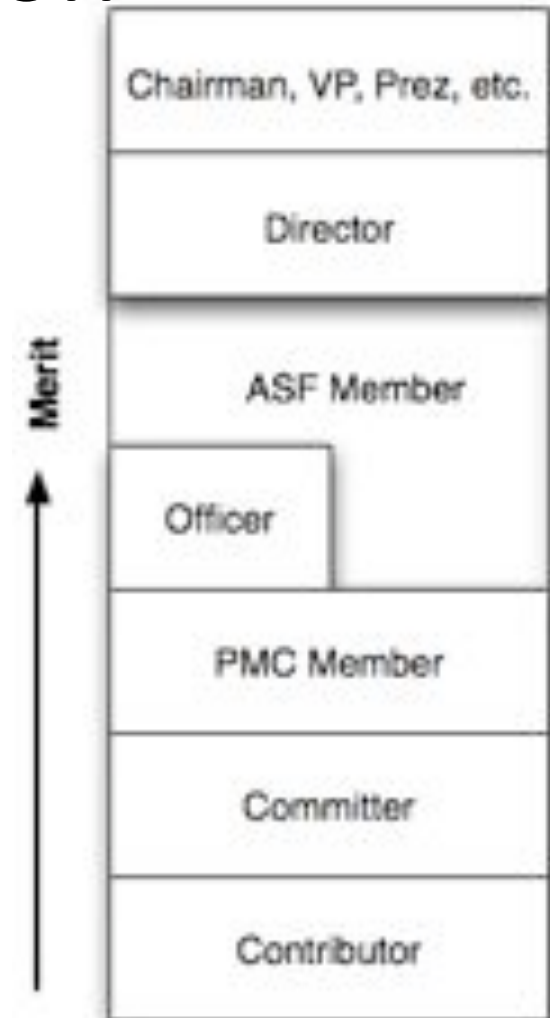 Chairman, VP, Prez, etc.
Director
Merit
ASF Member
Officer
PMC Member
Committer
Contributor